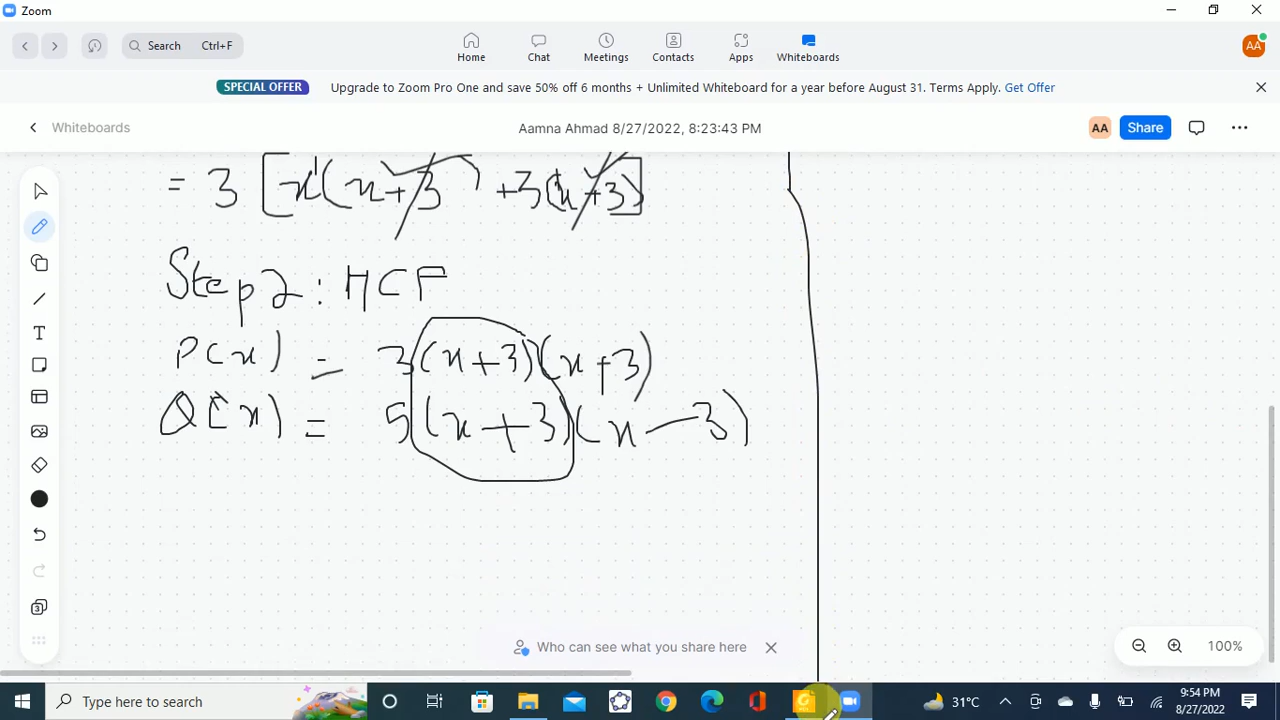 Zoom
Search Ctrl+F
Home Chat Meetings Contacts Apps Whiteboards
AA
SPECIAL OFFER Upgrade to Zoom Pro One and save 50% off 6 months + Unlimited Whiteboard for a year before August 31. Terms Apply. Get Offer
Whiteboards Aamna Ahmad 8/27/2022, 8:23:43 PM AA Share
= 3 [x(x+3) +3(x+3)]
Step 2 : HCF
P(x) = 3(x+3)(x+3)
Q(x) = 5(x+3)(x-3)
T
3
Who can see what you share here
100%
Type here to search
31°C
9:54 PM
8/27/2022